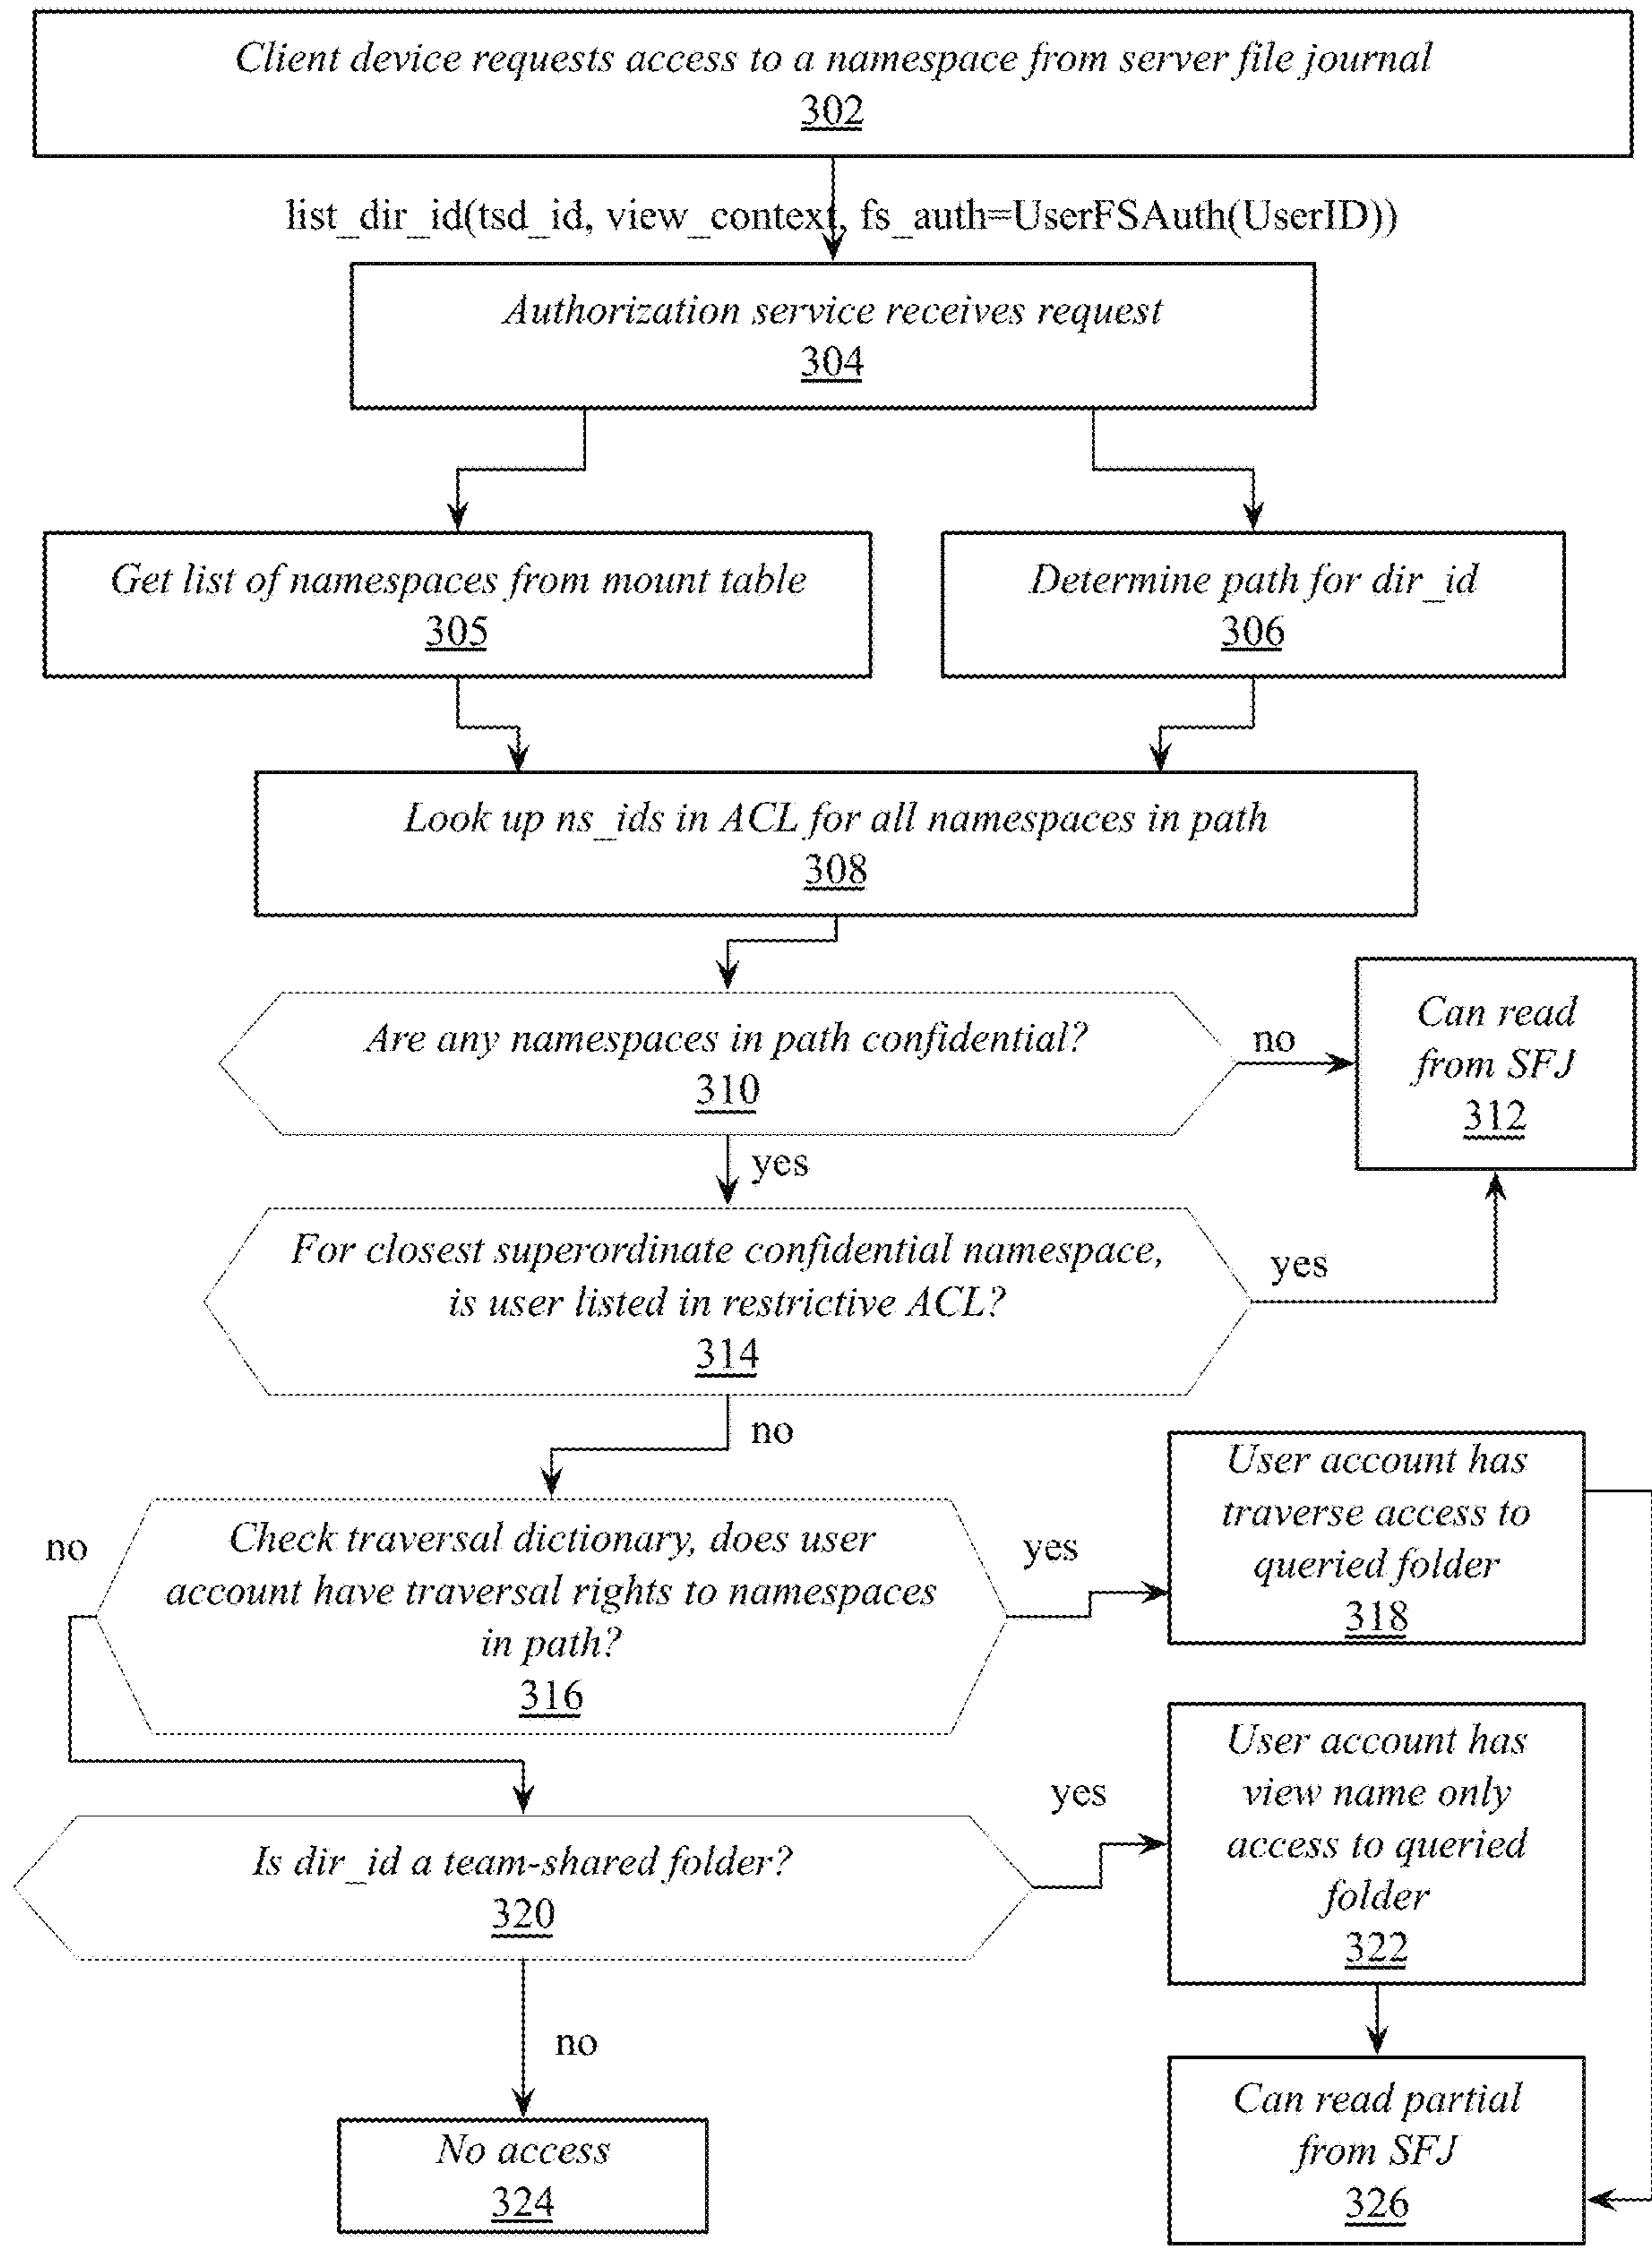 Client device requests access to a namespace from server file journal
302
list_dir_id(tsd_id, view_context, fs_auth=UserFSAuth(UserID))
Authorization service receives request
304
Get list of namespaces from mount table
305
Determine path for dir_id
306
Look up ns_ids in ACL for all namespaces in path
308
Are any namespaces in path confidential?
310
no
Can read
from SFJ
312
yes
For closest superordinate confidential namespace,
is user listed in restrictive ACL?
314
yes
no
Check traversal dictionary, does user
account have traversal rights to namespaces
in path?
316
no
yes
User account has
traverse access to
queried folder
318
Is dir_id a team-shared folder?
320
yes
User account has
view name only
access to queried
folder
322
no
No access
324
Can read partial
from SFJ
326